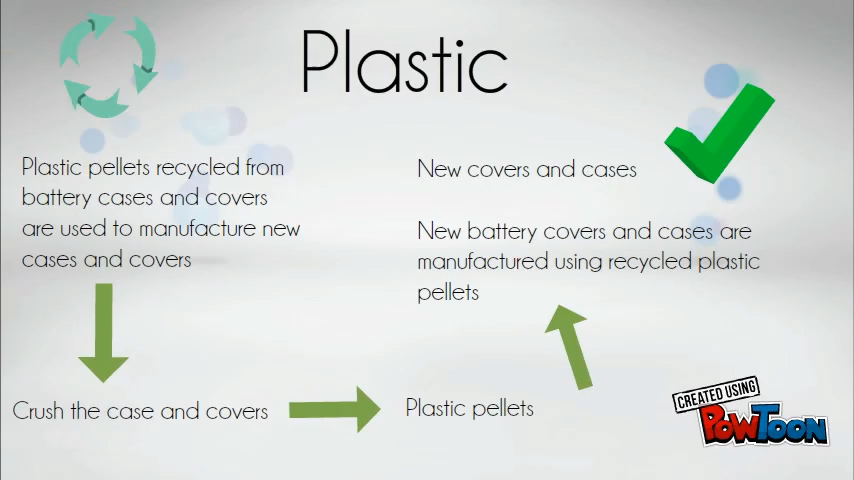 Plastic
Plastic pellets recycled from
battery cases and covers
are used to manufacture new
cases and covers
Crush the case and covers
Plastic pellets
New covers and cases
New battery covers and cases are
manufactured using recycled plastic
pellets
CREATED USING
POWTOON